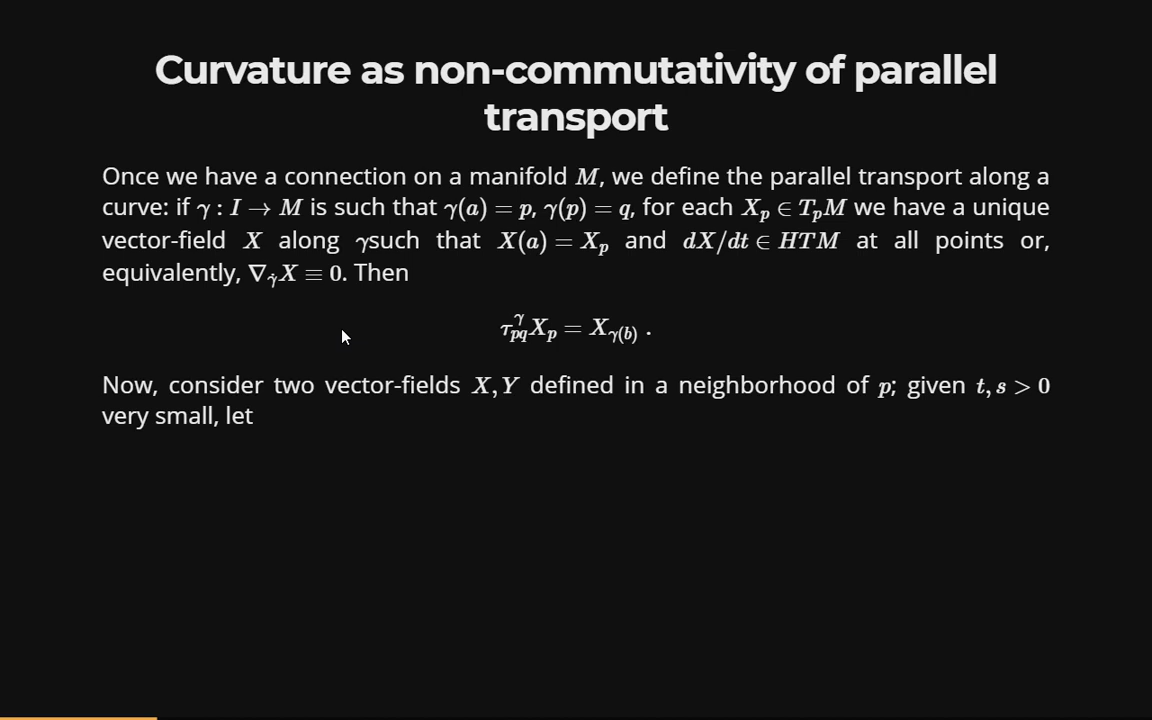 Curvature as non-commutativity of parallel
transport
Once we have a connection on a manifold M, we define the parallel transport along a
curve: if γ : I → M is such that γ(a) = p, γ(p) = q, for each X_p ∈ T_pM we have a unique
vector-field X along γsuch that X(a) = X_p and dX/dt ∈ HTM at all points or,
equivalently, ∇_γ̇ X ≡ 0. Then
τ^γ_pq X_p = X_γ(b) .
Now, consider two vector-fields X, Y defined in a neighborhood of p; given t, s > 0
very small, let